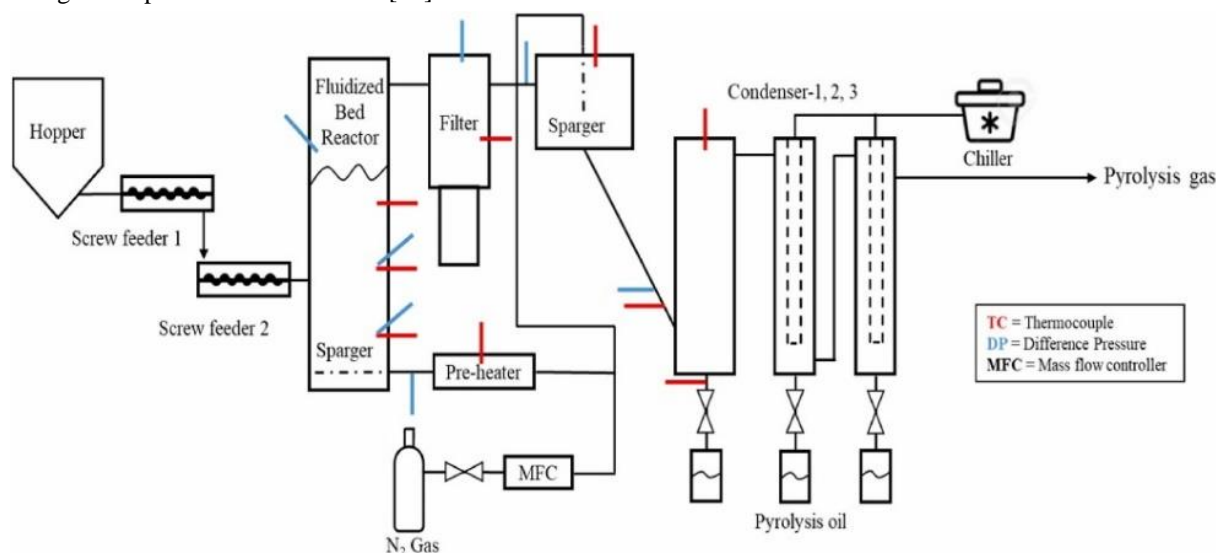 Hopper
Screw feeder 1
Screw feeder 2
Fluidized
Bed
Reactor
Sparger
Filter
Sparger
Pre-heater
MFC
N2 Gas
Condenser-1, 2, 3
Chiller
Pyrolysis gas
Pyrolysis oil
TC = Thermocouple
DP = Difference Pressure
MFC = Mass flow controller